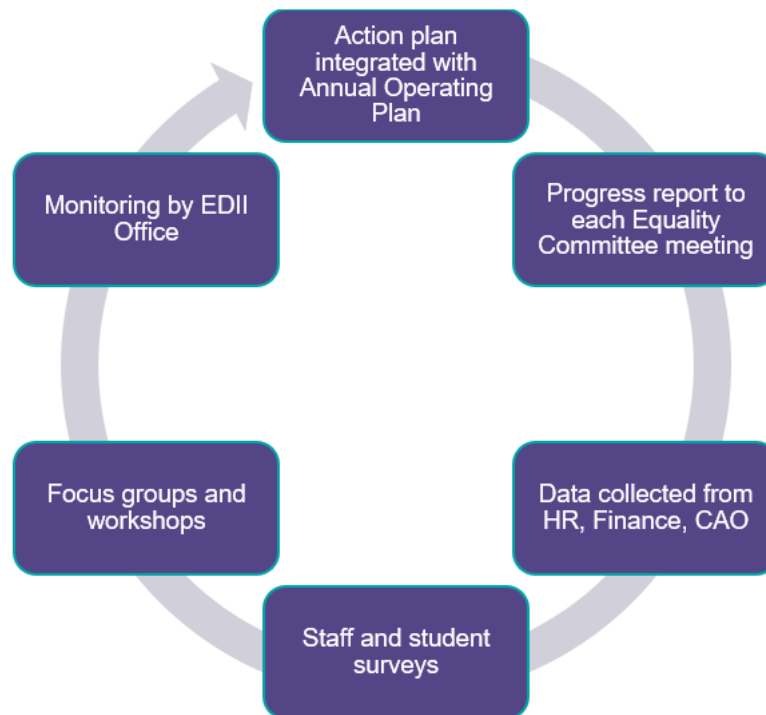 Action plan
integrated with
Annual Operating
Plan
Progress report to
each Equality
Committee meeting
Data collected from
HR, Finance, CAO
Staff and student
surveys
Focus groups and
workshops
Monitoring by EDII
Office